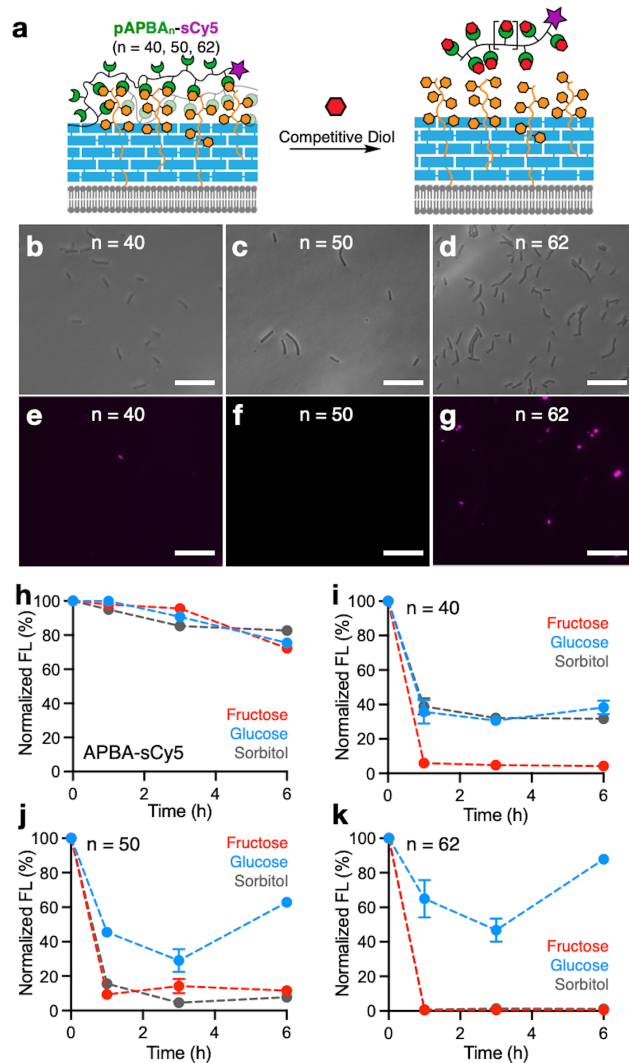 a
pAPBAn-sCy5
(n = 40, 50, 62)
Competitive Diol
b
n = 40
c
n = 50
d
n = 62
e
n = 40
f
n = 50
g
n = 62
h
Normalized FL (%)
100
80
60
40
20
0
Fructose
Glucose
Sorbitol
APBA-sCy5
0 2 4 6
Time (h)
i
n = 40
Normalized FL (%)
100
80
60
40
20
0
Fructose
Glucose
Sorbitol
0 2 4 6
Time (h)
j
n = 50
Normalized FL (%)
100
80
60
40
20
0
Fructose
Glucose
Sorbitol
0 2 4 6
Time (h)
k
n = 62
Normalized FL (%)
100
80
60
40
20
0
Fructose
Glucose
Sorbitol
0 2 4 6
Time (h)